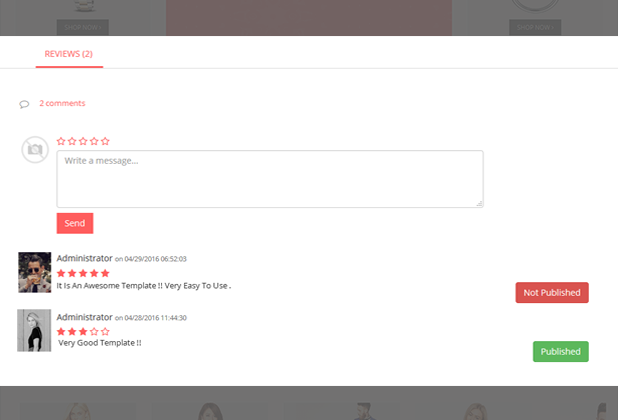 SHOP NOW › SHOP NOW ›
REVIEWS (2)
2 comments
Write a message...
Send
Administrator on 04/29/2016 06:52:03
It Is An Awesome Template !! Very Easy To Use .
Not Published
Administrator on 04/28/2016 11:44:30
Very Good Template !!
Published